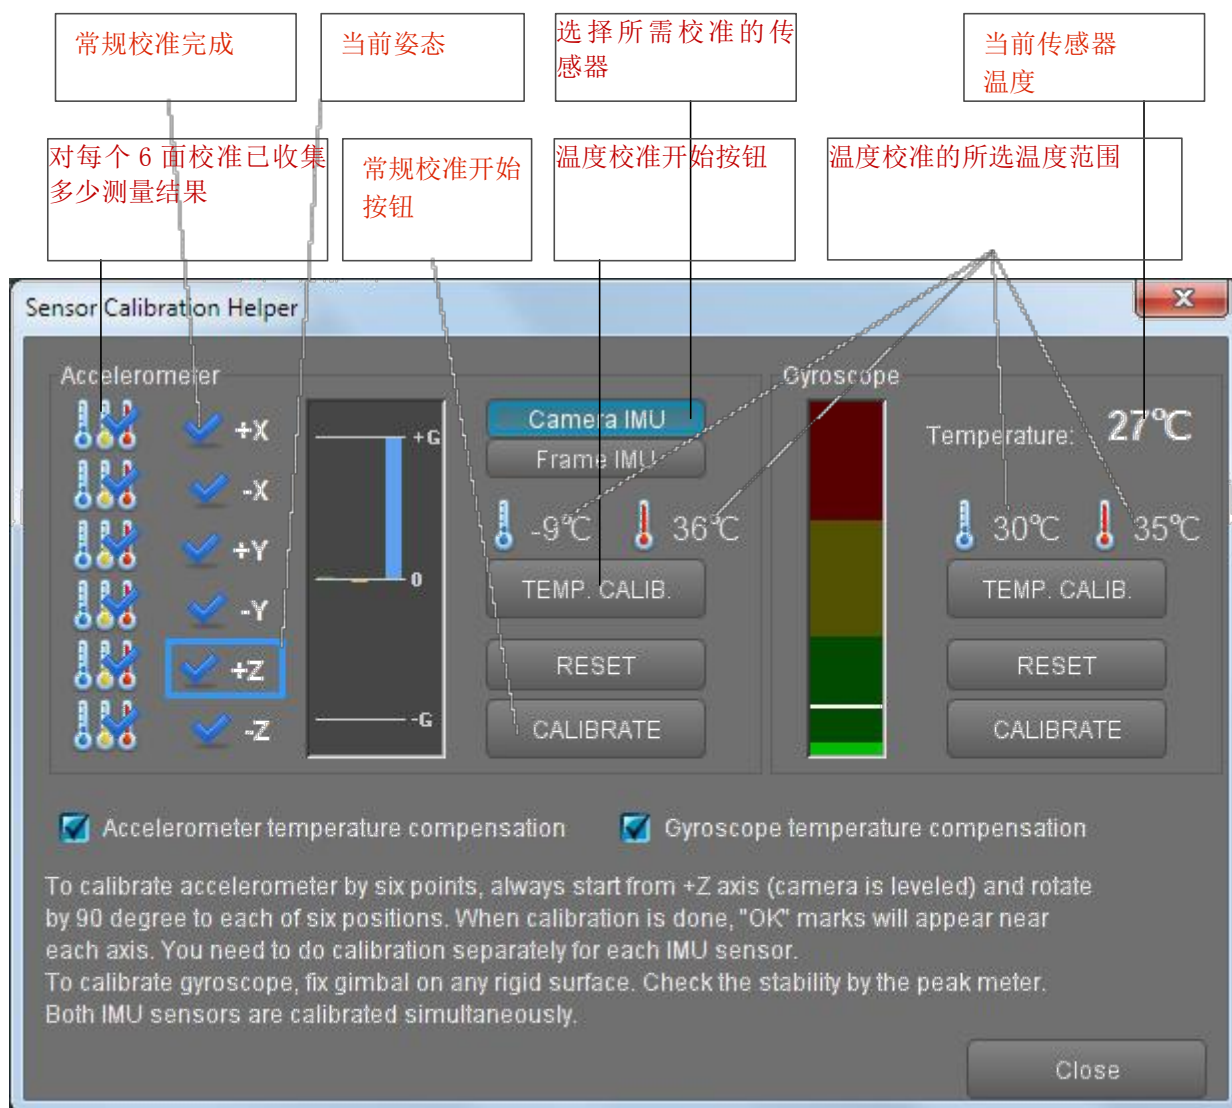 常规校准完成
当前姿态
选择所需校准的传
感器
当前传感器
温度
对每个 6 面校准已收集
多少测量结果
常规校准开始
按钮
温度校准开始按钮
温度校准的所选温度范围
Sensor Calibration Helper
Accelerometer
+X
-X
+Y
-Y
+Z
-Z
+G
0
-G
Camera IMU
Frame IMU
-9℃
36℃
TEMP. CALIB.
RESET
CALIBRATE
Gyroscope
Temperature:
27℃
30℃
35℃
TEMP. CALIB.
RESET
CALIBRATE
Accelerometer temperature compensation
Gyroscope temperature compensation
To calibrate accelerometer by six points, always start from +Z axis (camera is leveled) and rotate
by 90 degree to each of six positions. When calibration is done, "OK" marks will appear near
each axis. You need to do calibration separately for each IMU sensor.
To calibrate gyroscope, fix gimbal on any rigid surface. Check the stability by the peak meter.
Both IMU sensors are calibrated simultaneously.
Close